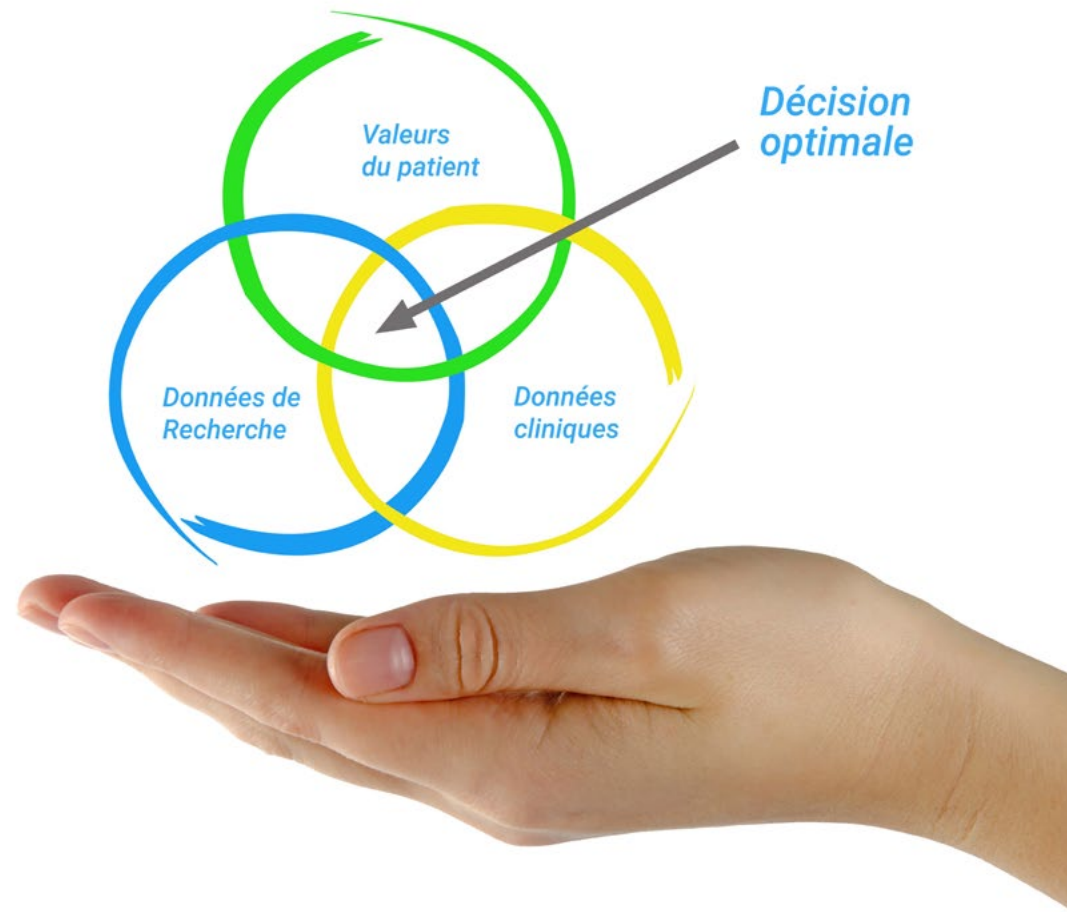 Valeurs
du patient
Décision
optimale
Données de
Recherche
Données
cliniques